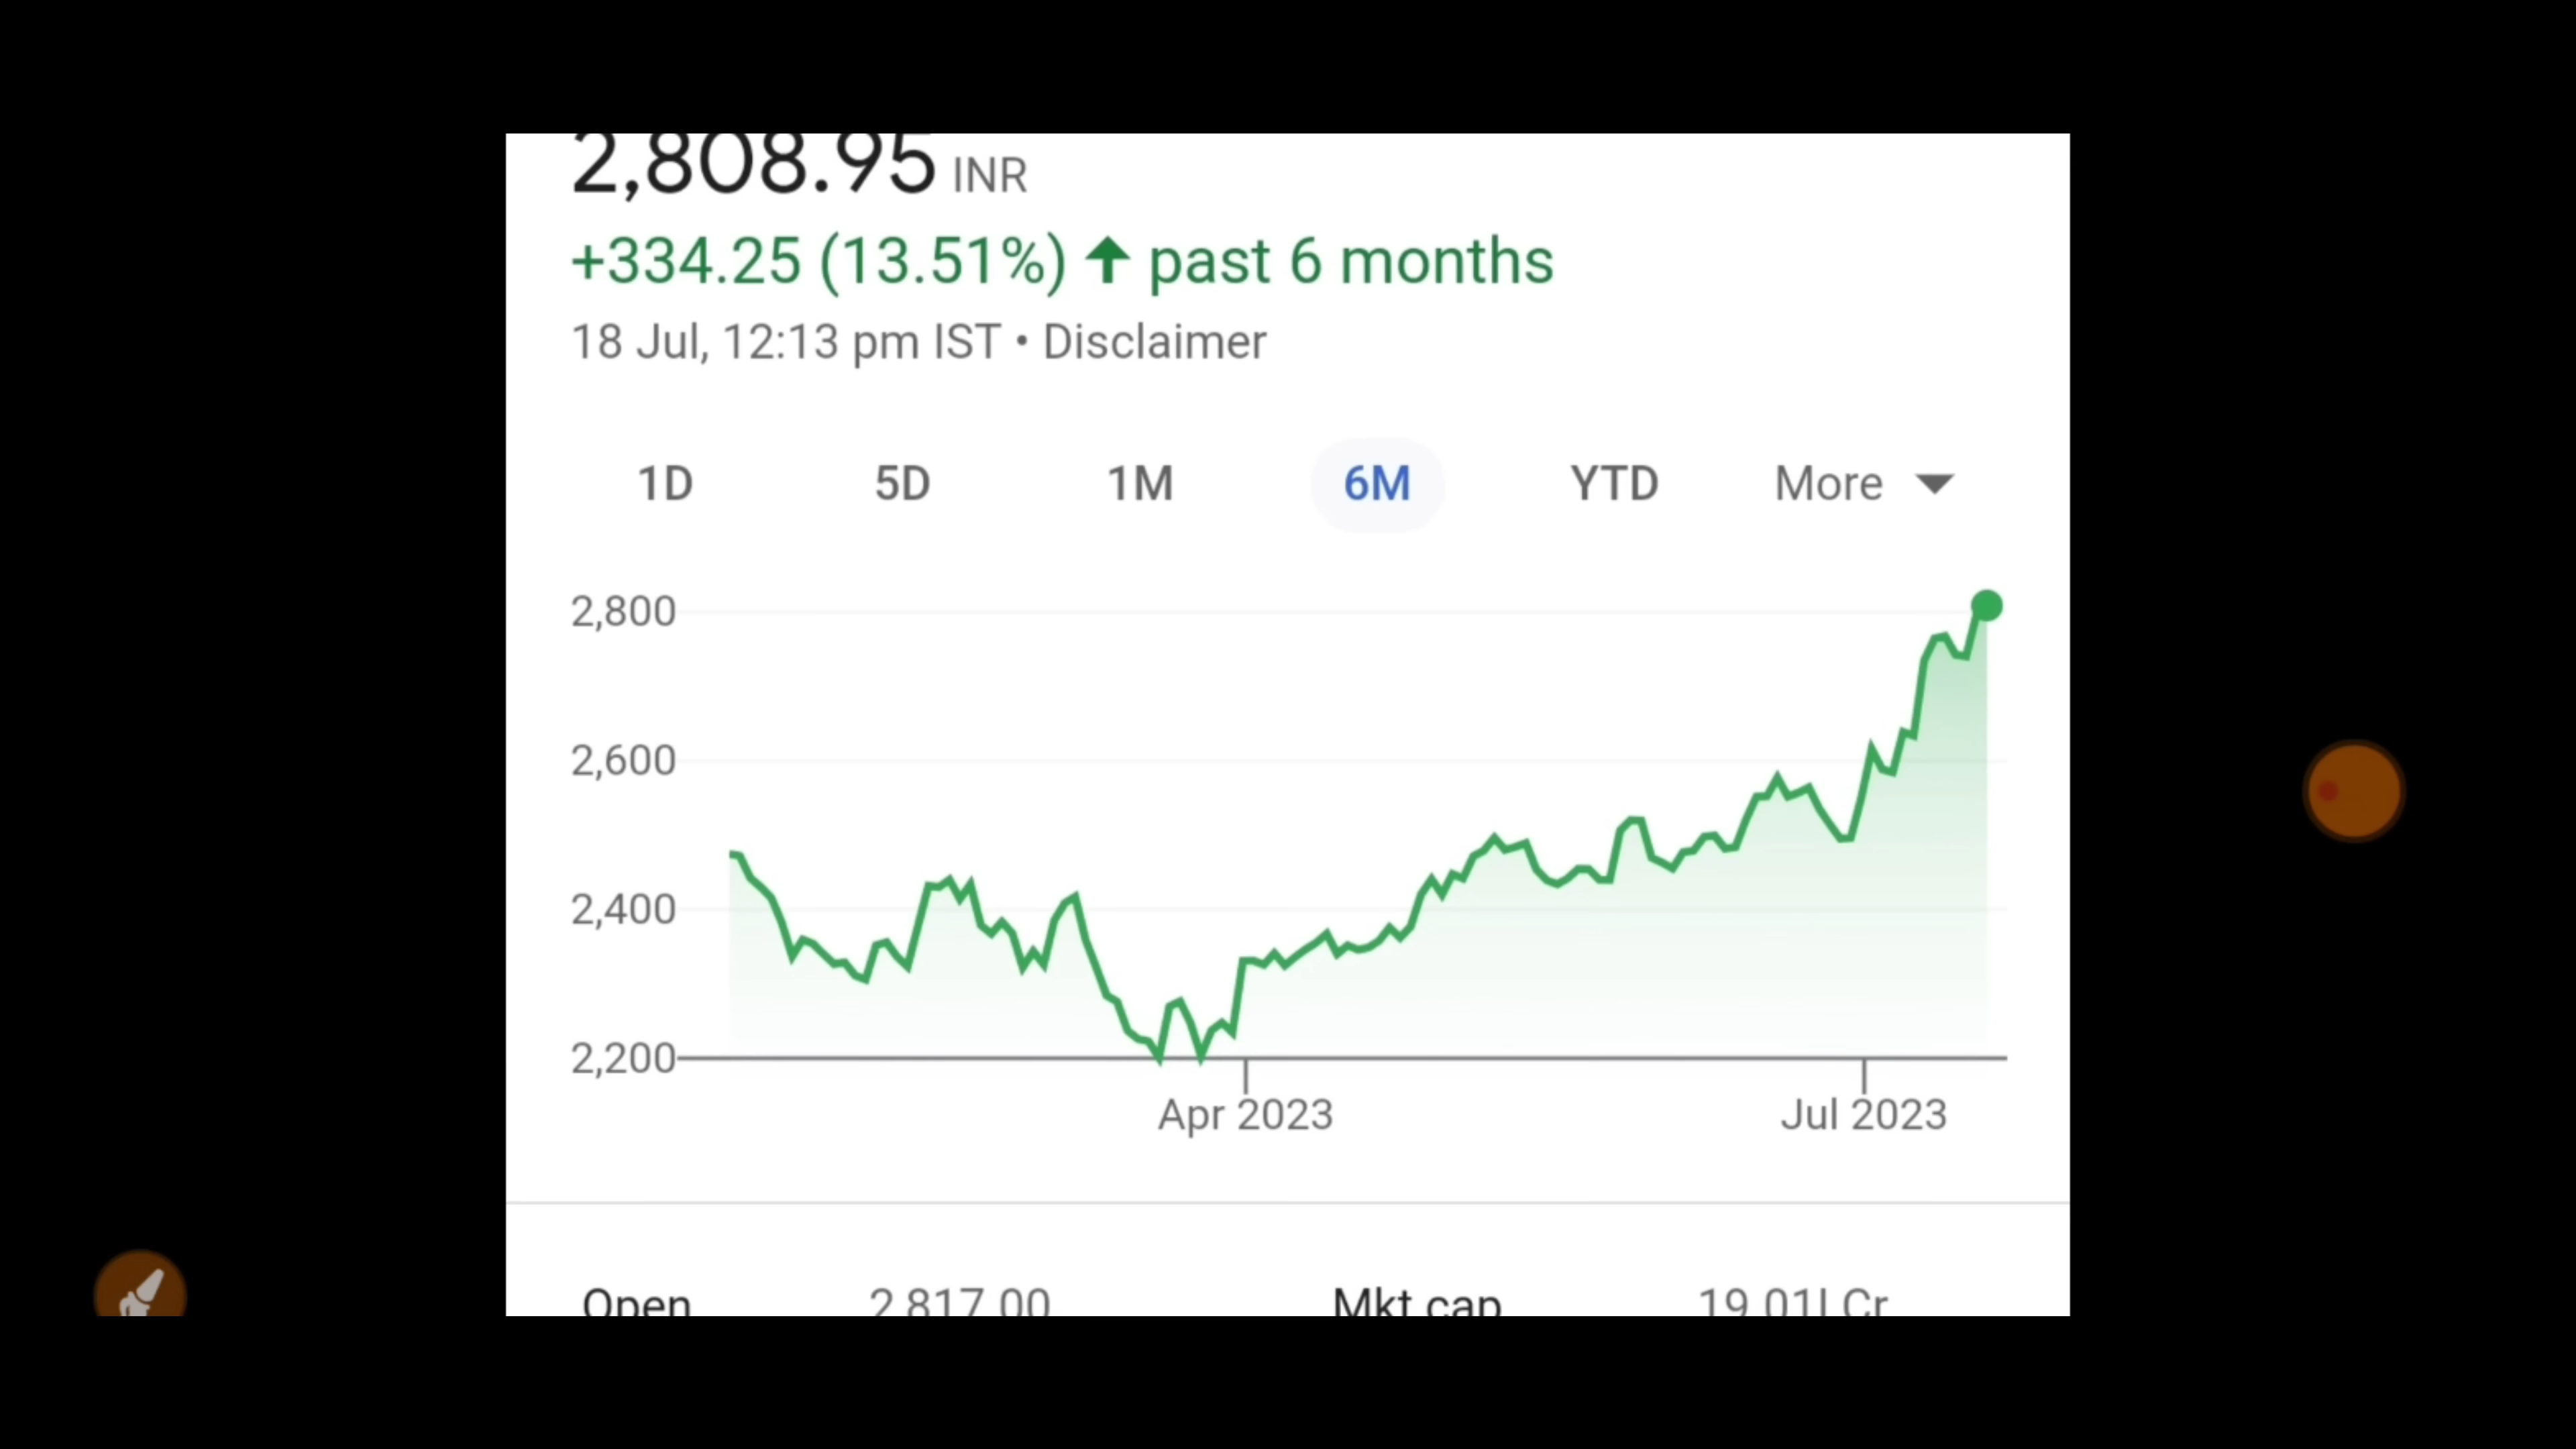 2,808.95 INR
+334.25 (13.51%) ↑ past 6 months
18 Jul, 12:13 pm IST • Disclaimer
1D 5D 1M 6M YTD More
2,800
2,600
2,400
2,200
Apr 2023 Jul 2023
Open 2,817.00 Mkt cap 19.01LCr